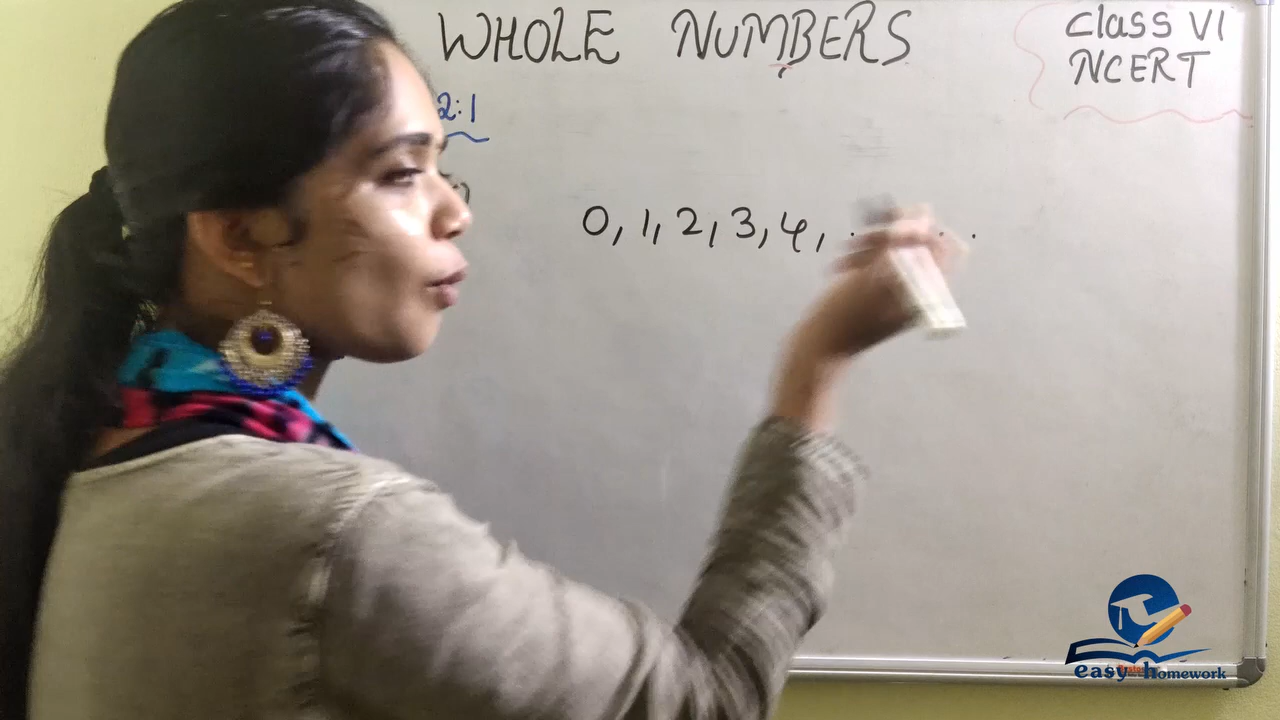 WHOLE NUMBERS
Class VI
NCERT
2:1
0, 1, 2, 3, 4, . . .
easy homework